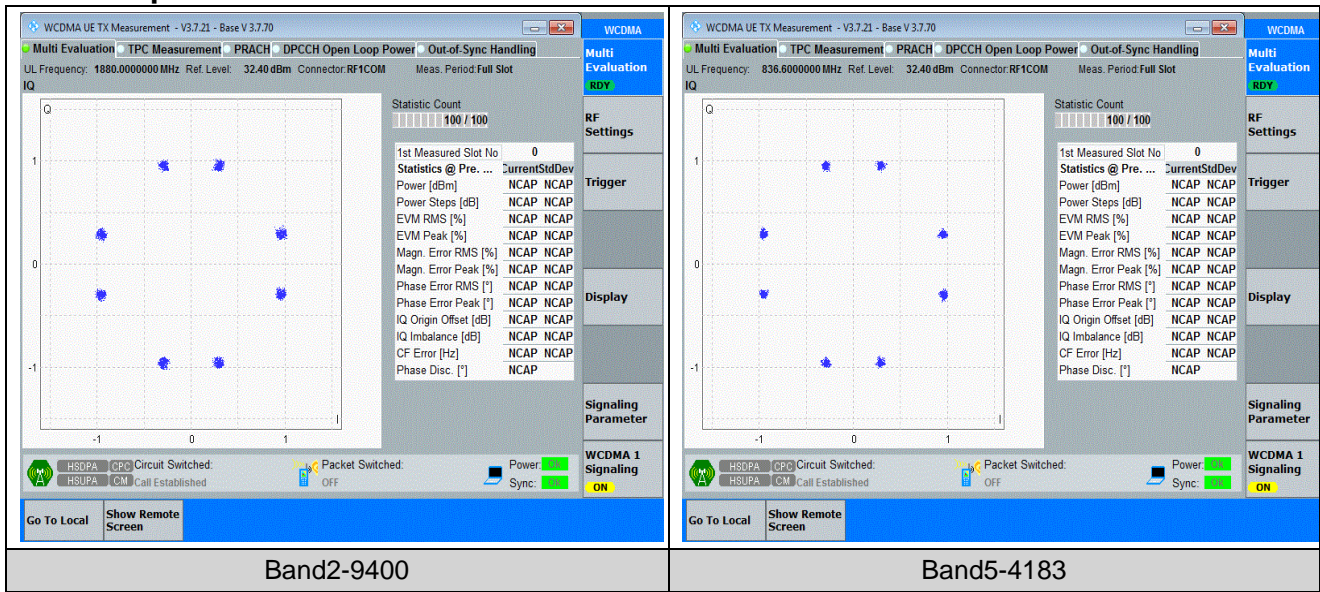 WCDMA UE TX Measurement - V3.7.21 - Base V 3.7.70
WCDMA
Multi Evaluation TPC Measurement PRACH DPCCH Open Loop Power Out-of-Sync Handling
Multi Evaluation
RDY
UL Frequency: 1880.0000000 MHz Ref. Level: 32.40 dBm Connector:RF1COM Meas. Period:Full Slot
IQ
Q
1
0
-1
-1 0 1
I
Statistic Count
100 / 100
1st Measured Slot No 0
Statistics @ Pre. ... CurrentStdDev
Power [dBm] NCAP NCAP
Power Steps [dB] NCAP NCAP
EVM RMS [%] NCAP NCAP
EVM Peak [%] NCAP NCAP
Magn. Error RMS [%] NCAP NCAP
Magn. Error Peak [%] NCAP NCAP
Phase Error RMS [°] NCAP NCAP
Phase Error Peak [°] NCAP NCAP
IQ Origin Offset [dB] NCAP NCAP
IQ Imbalance [dB] NCAP NCAP
CF Error [Hz] NCAP NCAP
Phase Disc. [°] NCAP
RF Settings
Trigger
Display
Signaling Parameter
WCDMA 1 Signaling
ON
HSDPA CPC Circuit Switched: Packet Switched: Power: OK
HSUPA CM Call Established OFF Sync: OK
Go To Local
Show Remote Screen
Band2-9400
WCDMA UE TX Measurement - V3.7.21 - Base V 3.7.70
WCDMA
Multi Evaluation TPC Measurement PRACH DPCCH Open Loop Power Out-of-Sync Handling
Multi Evaluation
RDY
UL Frequency: 836.6000000 MHz Ref. Level: 32.40 dBm Connector:RF1COM Meas. Period:Full Slot
IQ
Q
1
0
-1
-1 0 1
I
Statistic Count
100 / 100
1st Measured Slot No 0
Statistics @ Pre. ... CurrentStdDev
Power [dBm] NCAP NCAP
Power Steps [dB] NCAP NCAP
EVM RMS [%] NCAP NCAP
EVM Peak [%] NCAP NCAP
Magn. Error RMS [%] NCAP NCAP
Magn. Error Peak [%] NCAP NCAP
Phase Error RMS [°] NCAP NCAP
Phase Error Peak [°] NCAP NCAP
IQ Origin Offset [dB] NCAP NCAP
IQ Imbalance [dB] NCAP NCAP
CF Error [Hz] NCAP NCAP
Phase Disc. [°] NCAP
RF Settings
Trigger
Display
Signaling Parameter
WCDMA 1 Signaling
ON
HSDPA CPC Circuit Switched: Packet Switched: Power: OK
HSUPA CM Call Established OFF Sync: OK
Go To Local
Show Remote Screen
Band5-4183